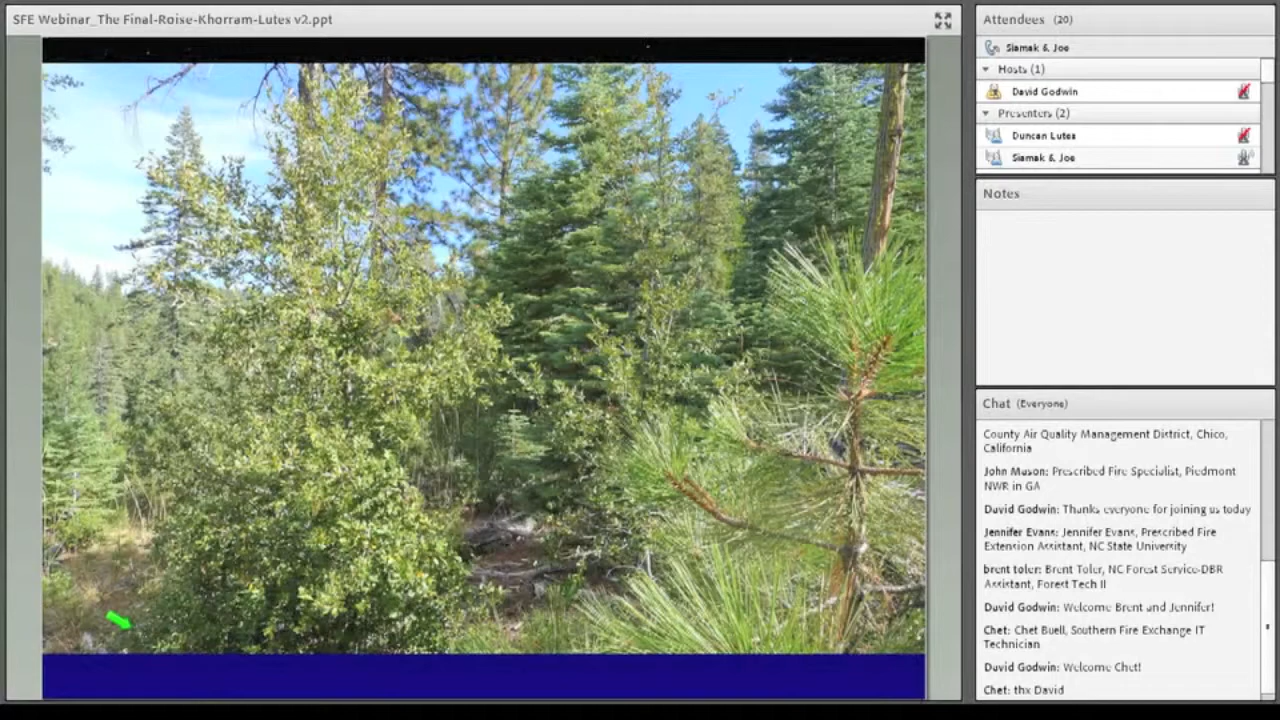 SFE Webinar_The Final-Roise-Khorram-Lutes v2.ppt
Attendees (20)
Siamak & Joe
Hosts (1)
David Godwin
Presenters (2)
Duncan Lutes
Siamak & Joe
Notes
Chat (Everyone)
County Air Quality Management District, Chico,
California
John Mason: Prescribed Fire Specialist, Piedmont
NWR in GA
David Godwin: Thanks everyone for joining us today
Jennifer Evans: Jennifer Evans, Prescribed Fire
Extension Assistant, NC State University
brent toler: Brent Toler, NC Forest Service-DBR
Assistant, Forest Tech II
David Godwin: Welcome Brent and Jennifer!
Chet: Chet Buell, Southern Fire Exchange IT
Technician
David Godwin: Welcome Chet!
Chet: thx David